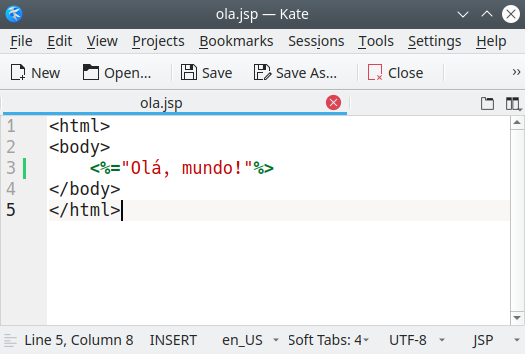 ola.jsp — Kate
File Edit View Projects Bookmarks Sessions Tools Settings Help
New Open... Save Save As... Close »
ola.jsp
1 <html>
2 <body>
3     <%="Olá, mundo!"%>
4 </body>
5 </html>
Line 5, Column 8 INSERT en_US Soft Tabs: 4 UTF-8 JSP